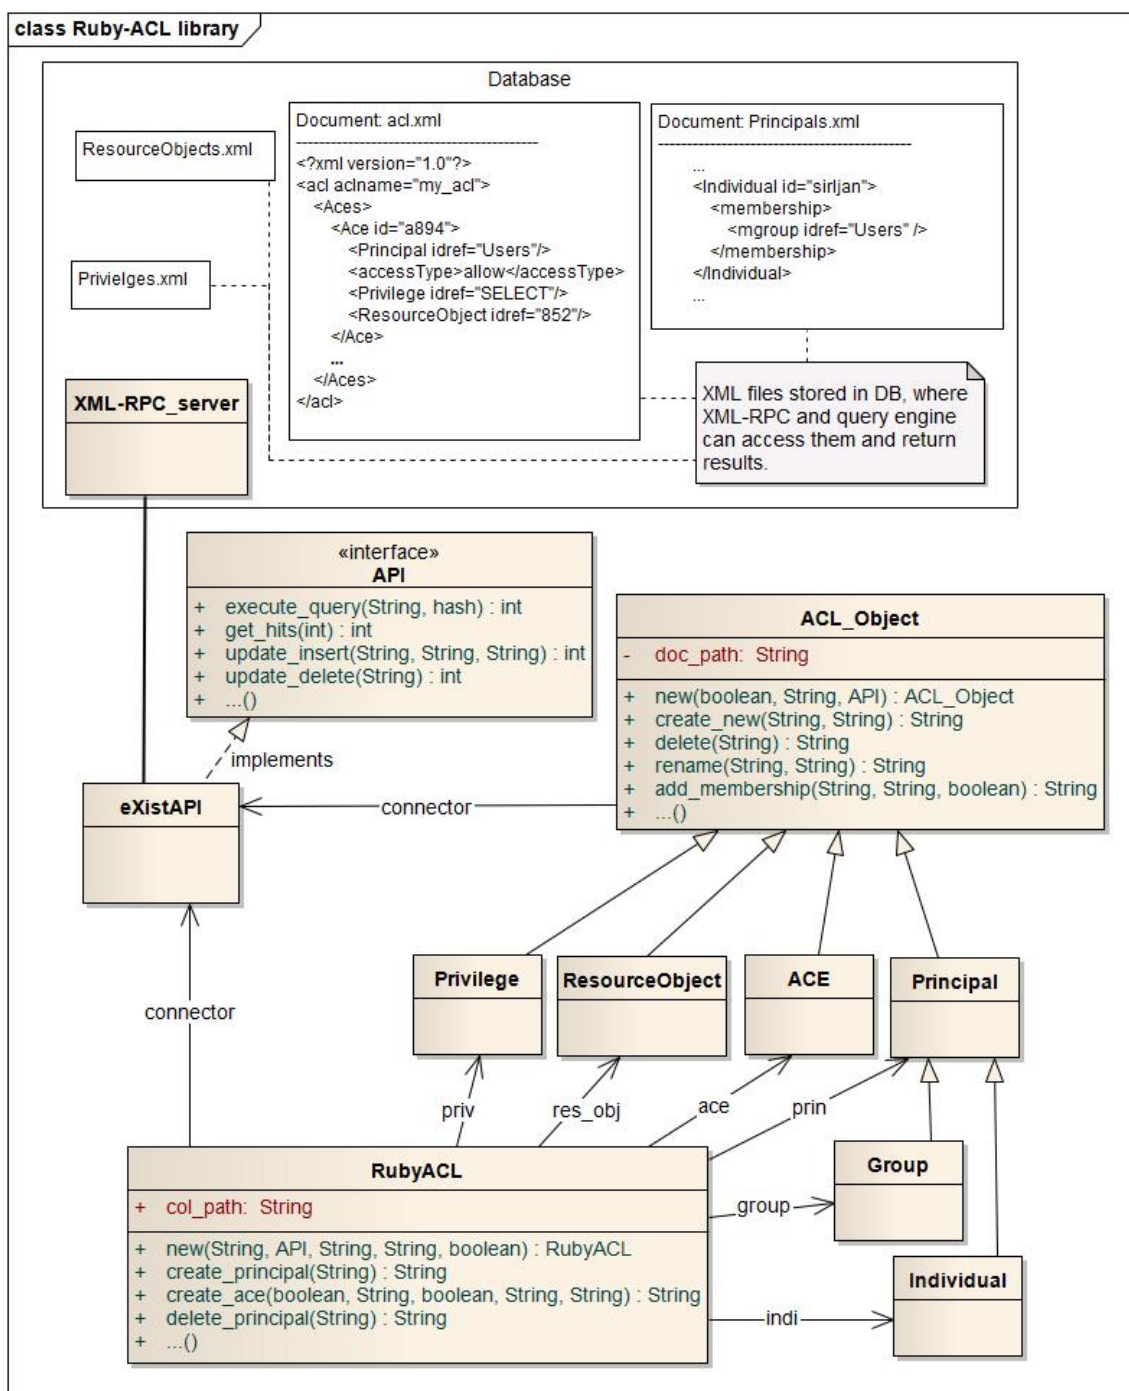 class Ruby-ACL library
Database
ResourceObjects.xml
Privielges.xml
Document: acl.xml
------------------------------------------
<?xml version="1.0"?>
<acl aclname="my_acl">
<Aces>
<Ace id="a894">
<Principal idref="Users"/>
<accessType>allow</accessType>
<Privilege idref="SELECT"/>
<ResourceObject idref="852"/>
</Ace>
...
</Aces>
</acl>
Document: Principals.xml
--------------------------------------------
...
<Individual id="sirljan">
<membership>
<mgroup idref="Users" />
</membership>
</Individual>
...
XML-RPC_server
XML files stored in DB, where
XML-RPC and query engine
can access them and return
results.
«interface»
API
+ execute_query(String, hash) : int
+ get_hits(int) : int
+ update_insert(String, String, String) : int
+ update_delete(String) : int
+ ...()
implements
eXistAPI
connector
ACL_Object
- doc_path: String
+ new(boolean, String, API) : ACL_Object
+ create_new(String, String) : String
+ delete(String) : String
+ rename(String, String) : String
+ add_membership(String, String, boolean) : String
+ ...()
Privilege
ResourceObject
ACE
Principal
connector
priv
res_obj
ace
prin
RubyACL
+ col_path: String
+ new(String, API, String, String, boolean) : RubyACL
+ create_principal(String) : String
+ create_ace(boolean, String, boolean, String, String) : String
+ delete_principal(String) : String
+ ...()
group
Group
indi
Individual